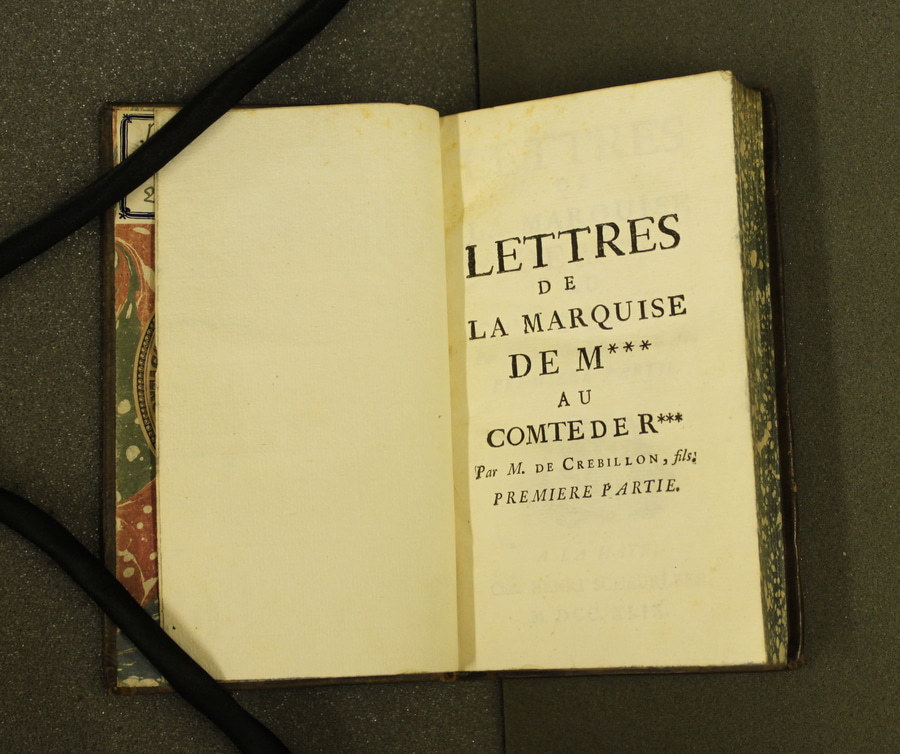 LETTRES
DE
LA MARQUISE
DE M***
AU
COMTE DE R***
Par M. DE CREBILLON, fils;
PREMIERE PARTIE.